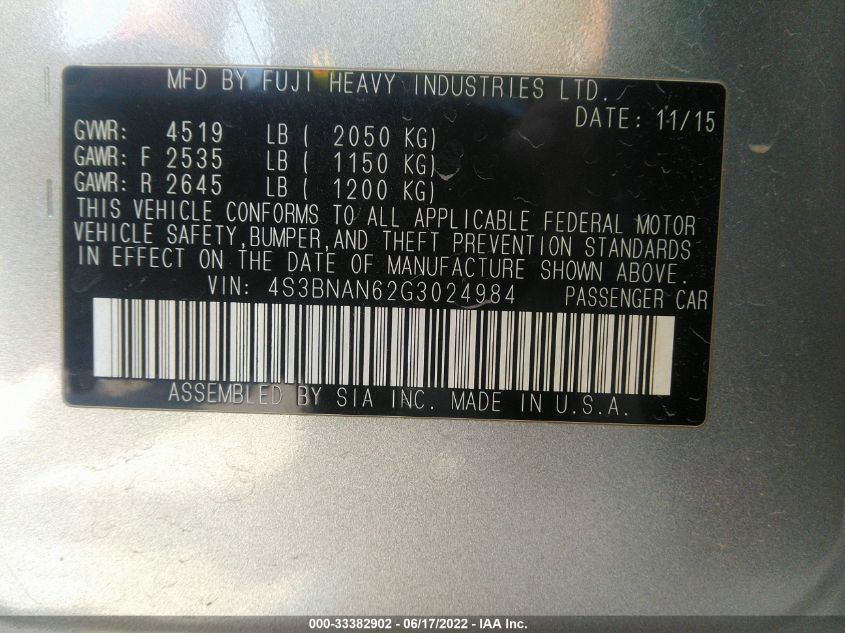 MFD BY FUJI HEAVY INDUSTRIES LTD.
DATE: 11/15
GVWR: 4519 LB ( 2050 KG)
GAWR: F 2535 LB ( 1150 KG)
GAWR: R 2645 LB ( 1200 KG)
THIS VEHICLE CONFORMS TO ALL APPLICABLE FEDERAL MOTOR
VEHICLE SAFETY,BUMPER,AND THEFT PREVENTION STANDARDS
IN EFFECT ON THE DATE OF MANUFACTURE SHOWN ABOVE.
VIN: 4S3BNAN62G3024984 PASSENGER CAR
ASSEMBLED BY SIA INC. MADE IN U.S.A.
000-33382902 - 06/17/2022 - IAA Inc.